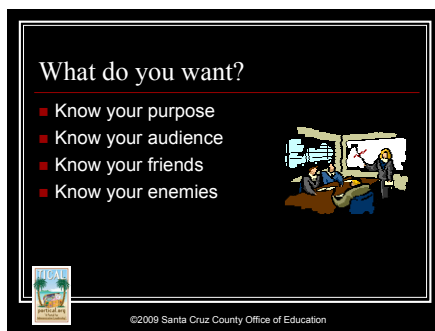 What do you want?
Know your purpose
Know your audience
Know your friends
Know your enemies
TICAL
portical.org
©2009 Santa Cruz County Office of Education